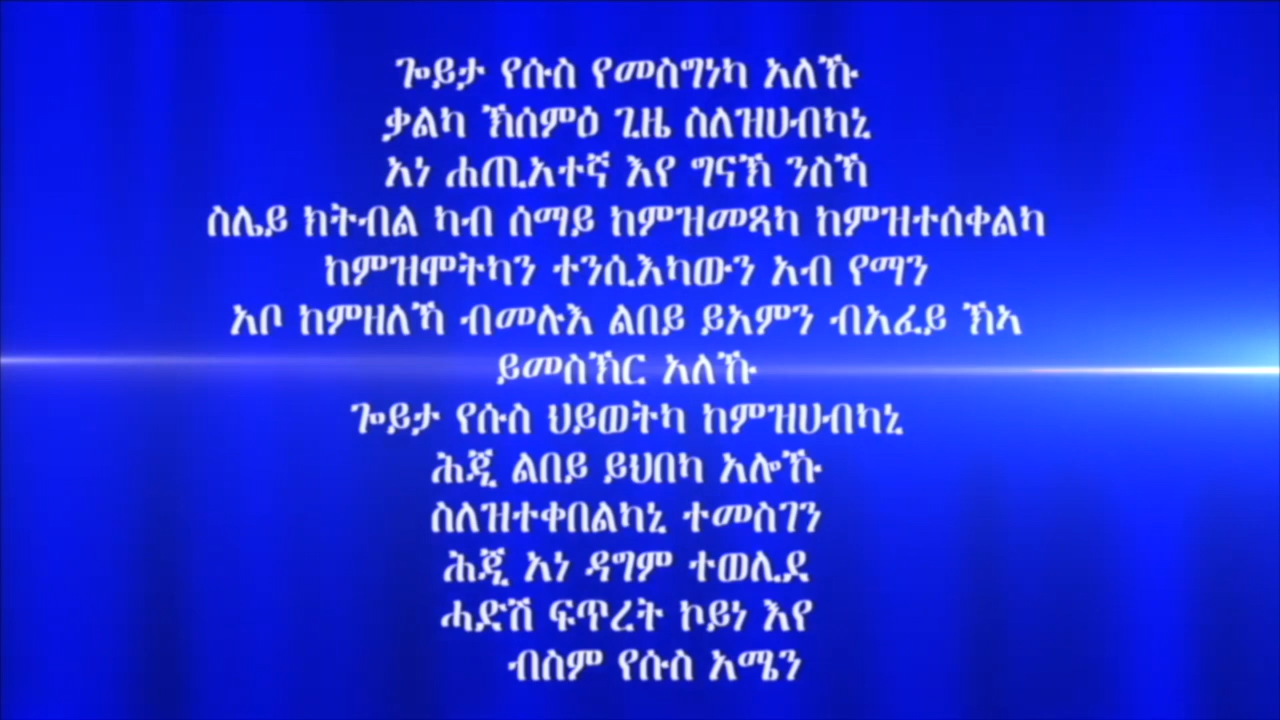 ጐይታ የሱስ የመስግነካ አለኹ
ቃልካ ኽሰምዕ ጊዜ ስለዝሀብካኒ
አነ ሐጢአተኛ እየ ግናኽ ንስኻ
ስሌይ ክትብል ካብ ሰማይ ከምዝመጻካ ከምዝተሰቀልካ
ከምዝሞትካን ተንሲእካውን አብ የማን
አቦ ከምዘለኻ ብመሉእ ልበይ ይአምን ብአፈይ ኽኣ
ይመስኽር አለኹ
ጐይታ የሱስ ህይወትካ ከምዝሀብካኒ
ሕጂ ልበይ ይህበካ አሎኹ
ስለዝተቀበልካኒ ተመስገን
ሕጂ አነ ዳግም ተወሊደ
ሓድሽ ፍጥረት ኮይነ እየ
ብስም የሱስ አሜን